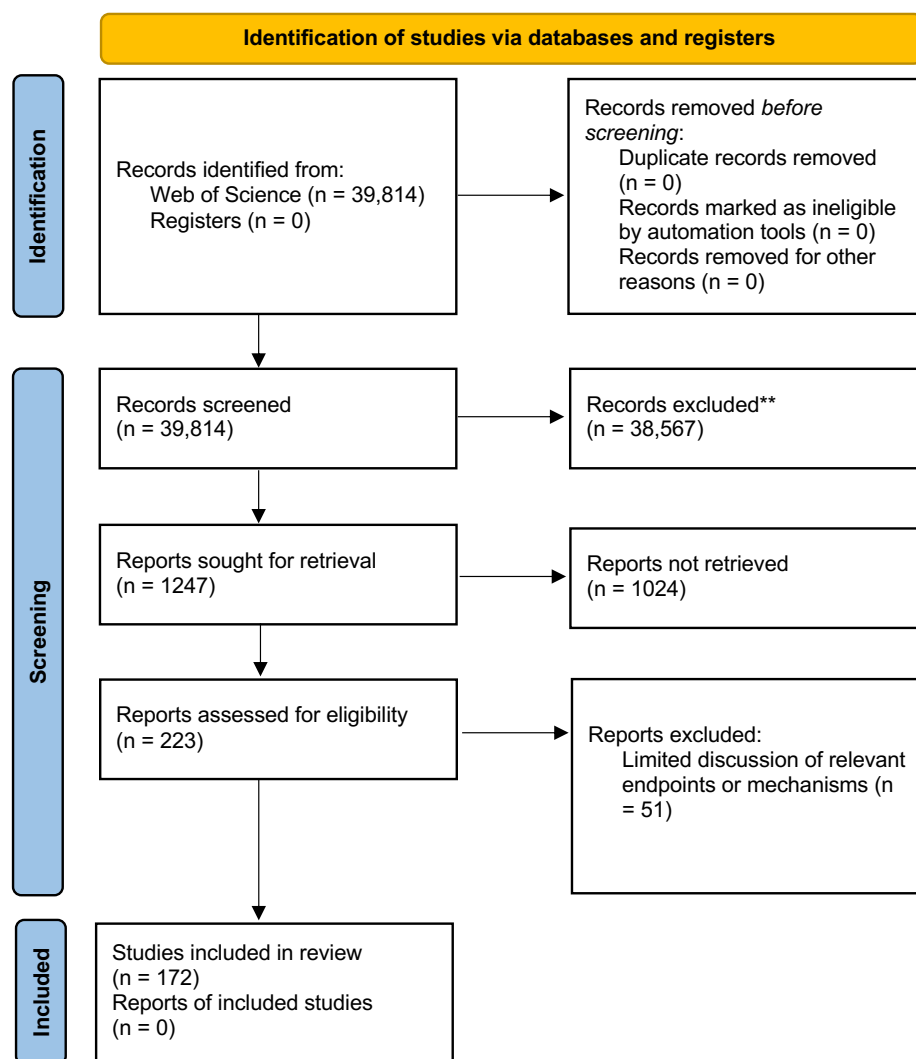 Identification of studies via databases and registers
Identification
Records identified from:
Web of Science (n = 39,814)
Registers (n = 0)
Records removed before
screening:
Duplicate records removed
(n = 0)
Records marked as ineligible
by automation tools (n = 0)
Records removed for other
reasons (n = 0)
Screening
Records screened
(n = 39,814)
Records excluded**
(n = 38,567)
Reports sought for retrieval
(n = 1247)
Reports not retrieved
(n = 1024)
Reports assessed for eligibility
(n = 223)
Reports excluded:
Limited discussion of relevant
endpoints or mechanisms (n
= 51)
Included
Studies included in review
(n = 172)
Reports of included studies
(n = 0)